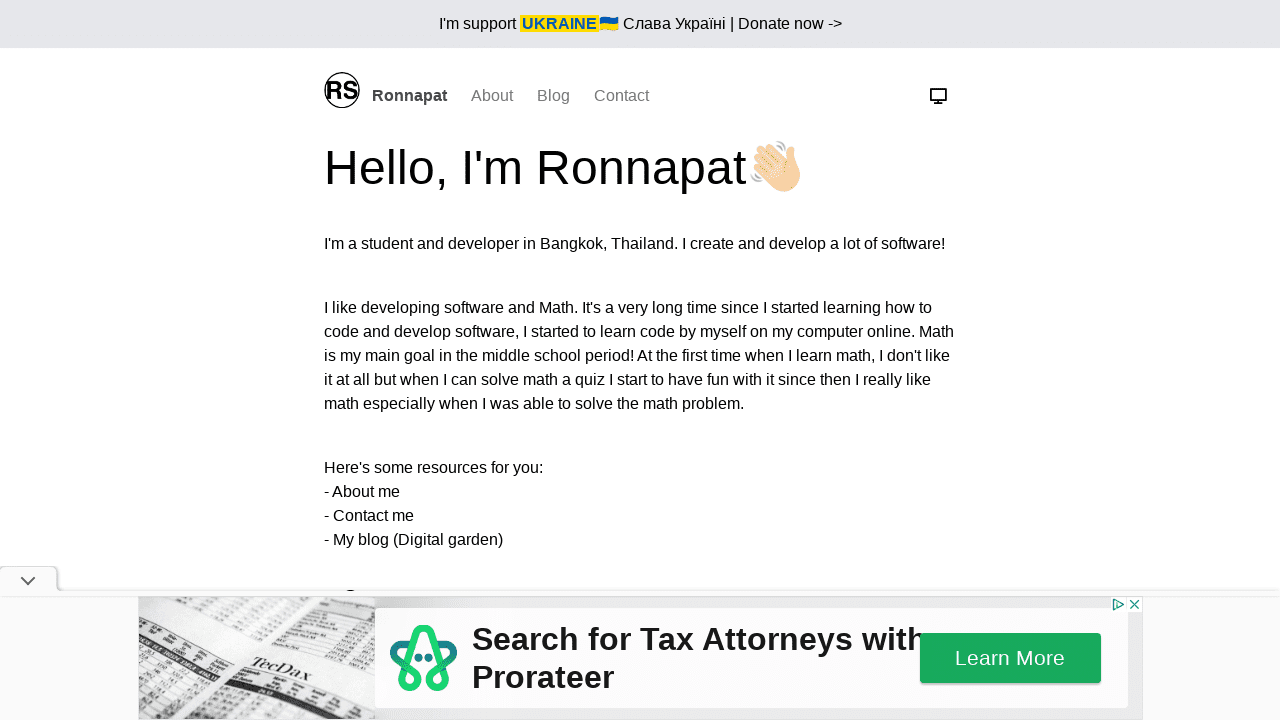 I'm support UKRAINE🇺🇦 Слава Україні | Donate now ->
RS Ronnapat About Blog Contact
Hello, I'm Ronnapat👋🏻
I'm a student and developer in Bangkok, Thailand. I create and develop a lot of software!
I like developing software and Math. It's a very long time since I started learning how to
code and develop software, I started to learn code by myself on my computer online. Math
is my main goal in the middle school period! At the first time when I learn math, I don't like
it at all but when I can solve math a quiz I start to have fun with it since then I really like
math especially when I was able to solve the math problem.
Here's some resources for you:
- About me
- Contact me
- My blog (Digital garden)
TecDax
Search for Tax Attorneys with
Prorateer
Learn More